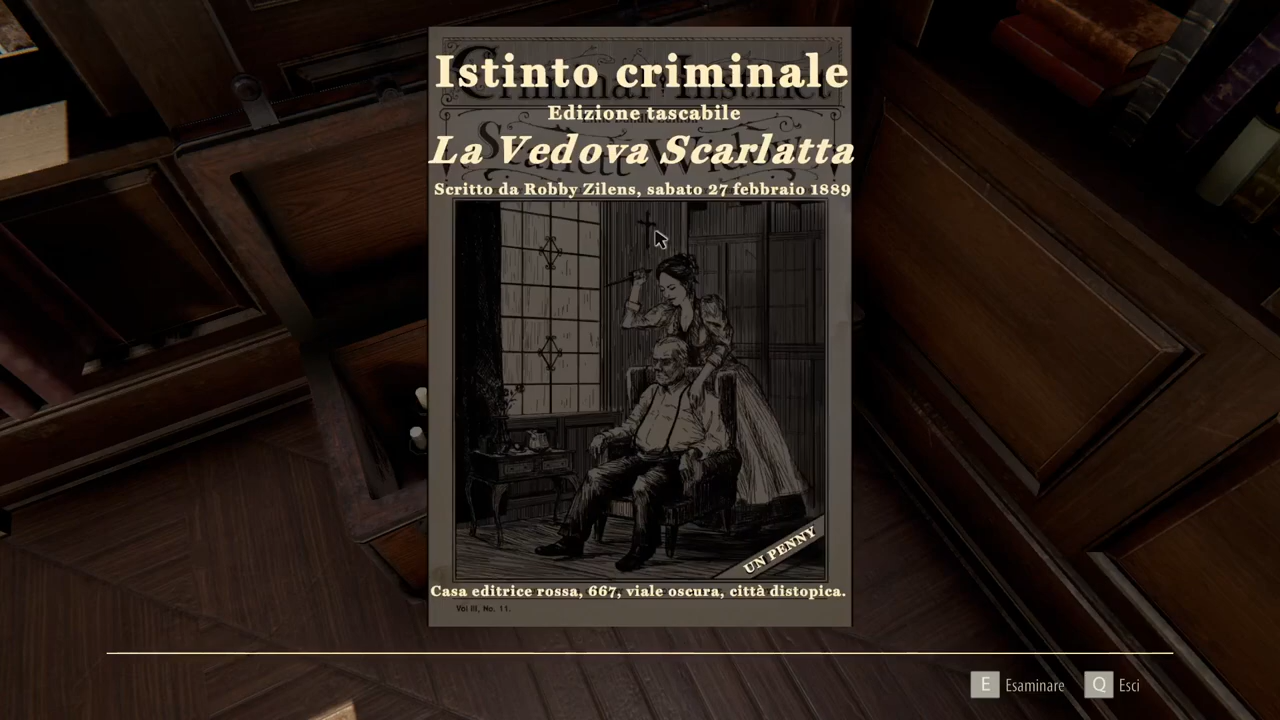 Istinto criminale
Edizione tascabile
La Vedova Scarlatta
Scritto da Robby Zilens, sabato 27 febbraio 1889
UN PENNY
Casa editrice rossa, 667, viale oscura, città distopica.
Vol III, No. 11.
E Esaminare Q Esci